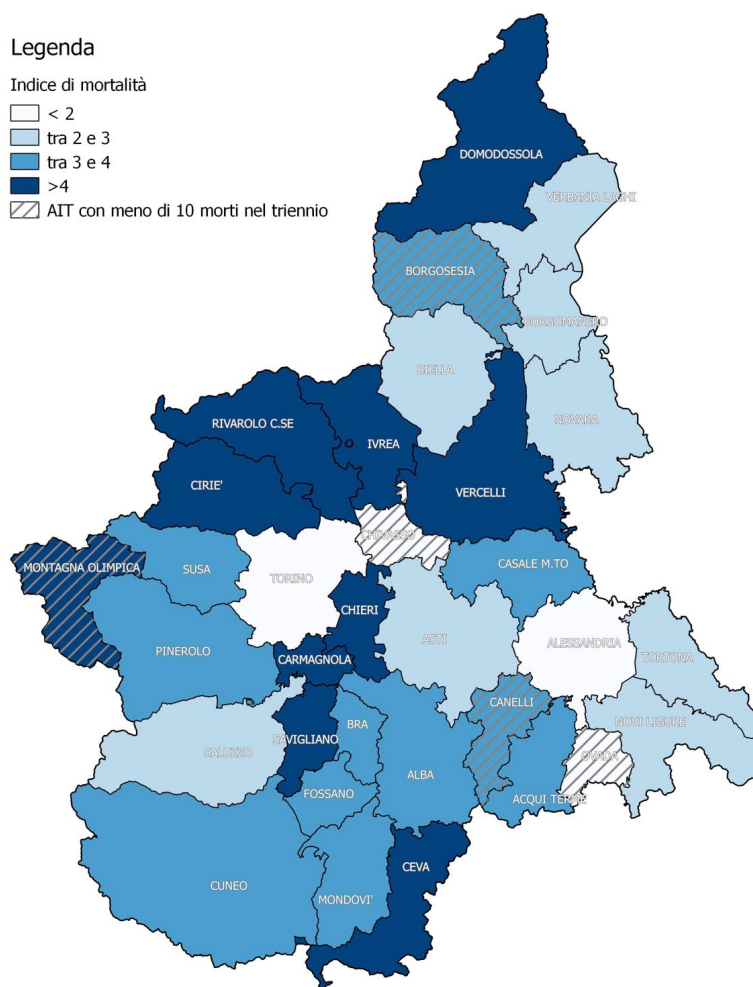 Legenda
Indice di mortalità
< 2
tra 2 e 3
tra 3 e 4
>4
AIT con meno di 10 morti nel triennio
DOMODOSSOLA
VERBANIA LAGHI
BORGOSESIA
BORGOMANERO
BIELLA
NOVARA
RIVAROLO C.SE
IVREA
CIRIE'
VERCELLI
CHIVASSO
MONTAGNA OLIMPICA
SUSA
CASALE M.TO
TORINO
CHIERI
ASTI
ALESSANDRIA
PINEROLO
CARMAGNOLA
TORTONA
CANELLI
BRA
NOVI LIGURE
SAVIGLIANO
SALUZZO
OVADA
ALBA
FOSSANO
ACQUI TERME
CEVA
CUNEO
MONDOVI'